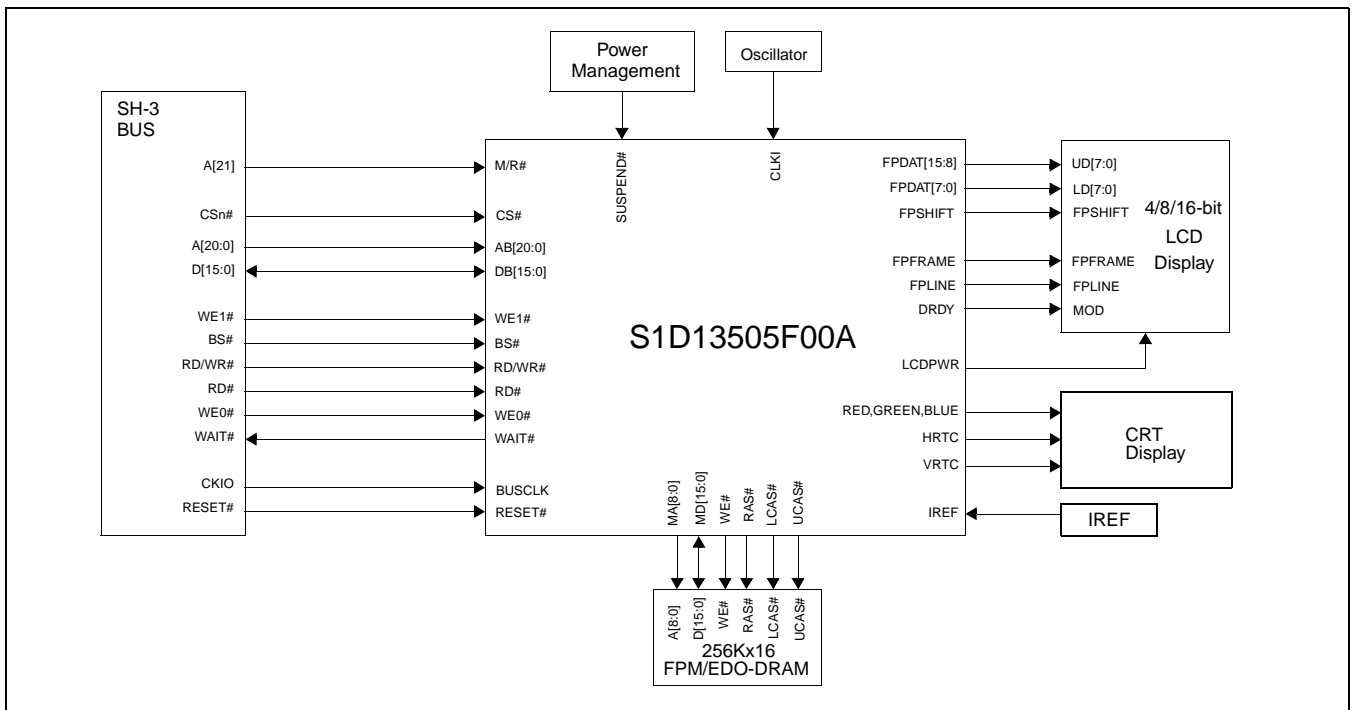 Power
Management
Oscillator
SH-3
BUS
A[21]
CSn#
A[20:0]
D[15:0]
WE1#
BS#
RD/WR#
RD#
WE0#
WAIT#
CKIO
RESET#
M/R#
CS#
AB[20:0]
DB[15:0]
WE1#
BS#
RD/WR#
RD#
WE0#
WAIT#
BUSCLK
RESET#
SUSPEND#
CLKI
S1D13505F00A
FPDAT[15:8]
FPDAT[7:0]
FPSHIFT
FPFRAME
FPLINE
DRDY
LCDPWR
RED,GREEN,BLUE
HRTC
VRTC
IREF
UD[7:0]
LD[7:0]
FPSHIFT
FPFRAME
FPLINE
MOD
4/8/16-bit
LCD
Display
CRT
Display
IREF
MA[8:0]
MD[15:0]
WE#
RAS#
LCAS#
UCAS#
A[8:0]
D[15:0]
WE#
RAS#
LCAS#
UCAS#
256Kx16
FPM/EDO-DRAM